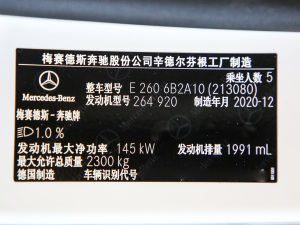 梅赛德斯奔驰股份公司辛德尔芬根工厂制造
乘坐人数 5
整车型号 E 260 6B2A10 (213080)
Mercedes-Benz
发动机型号 264 920 制造年月 2020-12
梅赛德斯-奔驰牌
1.0 %
发动机最大净功率 145 kW 发动机排量 1991 mL
最大允许总质量 2300 kg
德国制造 车辆识别代号